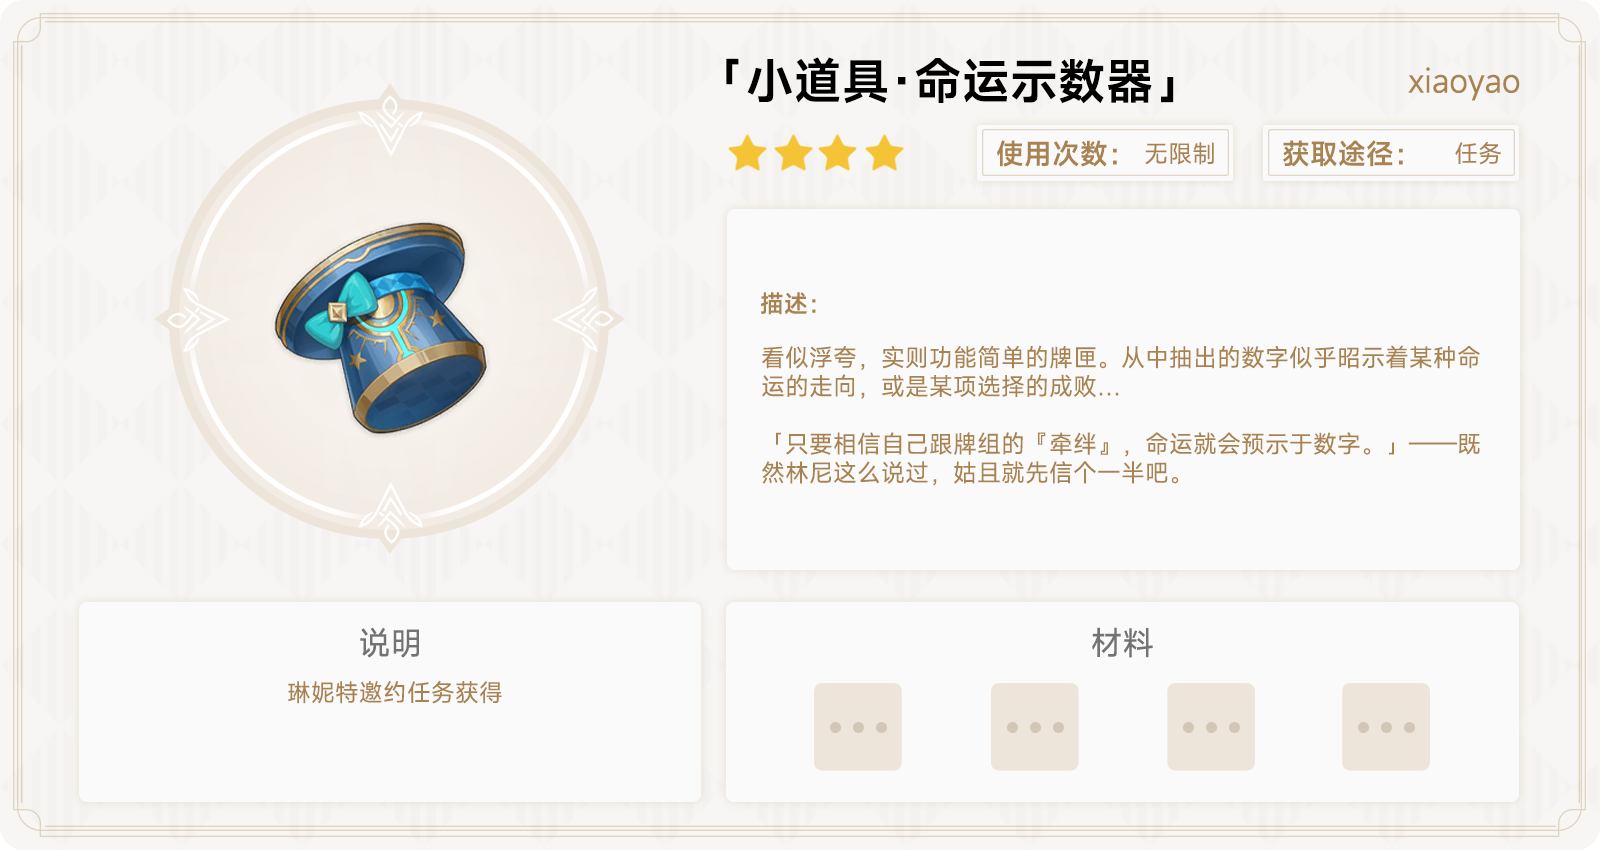 「小道具·命运示数器」
xiaoyao
使用次数： 无限制
获取途径： 任务
描述：
看似浮夸，实则功能简单的牌匣。从中抽出的数字似乎昭示着某种命
运的走向，或是某项选择的成败...
「只要相信自己跟牌组的『牵绊』，命运就会预示于数字。」——既
然林尼这么说过，姑且就先信个一半吧。
说明
琳妮特邀约任务获得
材料